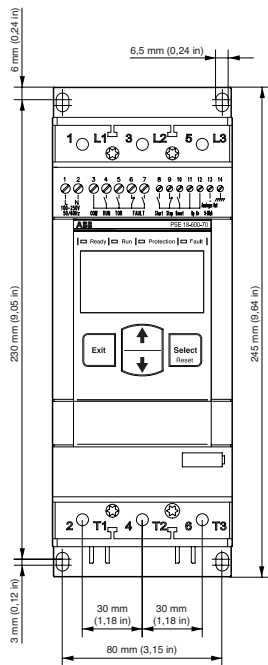 6 mm (0,24 in)
6,5 mm (0,24 in)
1 L1 3 L2 5 L3
1 2 3 4 5 6 7 8 9 10 11 12 13 14
L N
100-250V
50/60Hz
COM RUN TOR FAULT
Start Stop Reset
Analogue Out
ABB
PSE 18-600-70
Ready Run Protection Fault
Exit
Select
Reset
230 mm (9,05 in)
245 mm (9,64 in)
2 T1 4 T2 6 T3
3 mm (0,12 in)
30 mm
(1,18 in)
30 mm
(1,18 in)
80 mm (3,15 in)